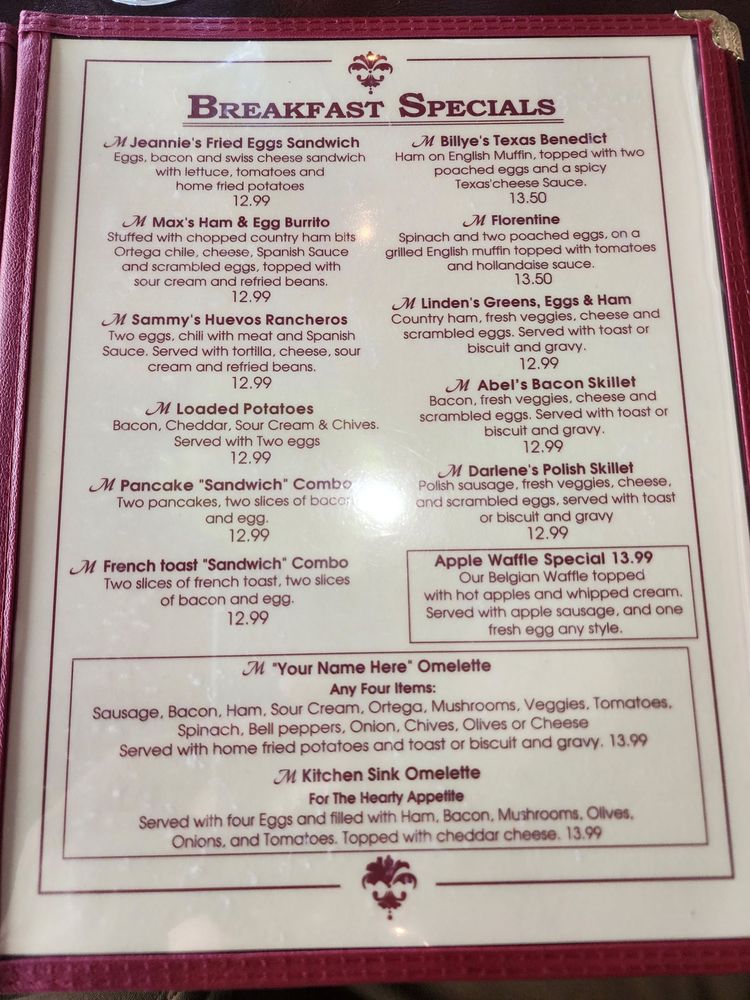 Breakfast Specials
M Jeannie's Fried Eggs Sandwich
Eggs, bacon and swiss cheese sandwich
with lettuce, tomatoes and
home fried potatoes
12.99
M Max's Ham & Egg Burrito
Stuffed with chopped country ham bits
Ortega chile, cheese, Spanish Sauce
and scrambled eggs, topped with
sour cream and refried beans.
12.99
M Sammy's Huevos Rancheros
Two eggs, chili with meat and Spanish
Sauce. Served with tortilla, cheese, sour
cream and refried beans.
12.99
M Loaded Potatoes
Bacon, Cheddar, Sour Cream & Chives.
Served with Two eggs
12.99
M Pancake "Sandwich" Combo
Two pancakes, two slices of bacon
and egg.
12.99
M French toast "Sandwich" Combo
Two slices of french toast, two slices
of bacon and egg.
12.99
M Billye's Texas Benedict
Ham on English Muffin, topped with two
poached eggs and a spicy
Texas'cheese Sauce.
13.50
M Florentine
Spinach and two poached eggs, on a
grilled English muffin topped with tomatoes
and hollandaise sauce.
13.50
M Linden's Greens, Eggs & Ham
Country ham, fresh veggies, cheese and
scrambled eggs. Served with toast or
biscuit and gravy.
12.99
M Abel's Bacon Skillet
Bacon, fresh veggies, cheese and
scrambled eggs. Served with toast or
biscuit and gravy.
12.99
M Darlene's Polish Skillet
Polish sausage, fresh veggies, cheese,
and scrambled eggs, served with toast
or biscuit and gravy
12.99
Apple Waffle Special 13.99
Our Belgian Waffle topped
with hot apples and whipped cream.
Served with apple sausage, and one
fresh egg any style.
M "Your Name Here" Omelette
Any Four Items:
Sausage, Bacon, Ham, Sour Cream, Ortega, Mushrooms, Veggies, Tomatoes,
Spinach, Bell peppers, Onion, Chives, Olives or Cheese
Served with home fried potatoes and toast or biscuit and gravy. 13.99
M Kitchen Sink Omelette
For The Hearty Appetite
Served with four Eggs and filled with Ham, Bacon, Mushrooms, Olives,
Onions, and Tomatoes. Topped with cheddar cheese. 13.99